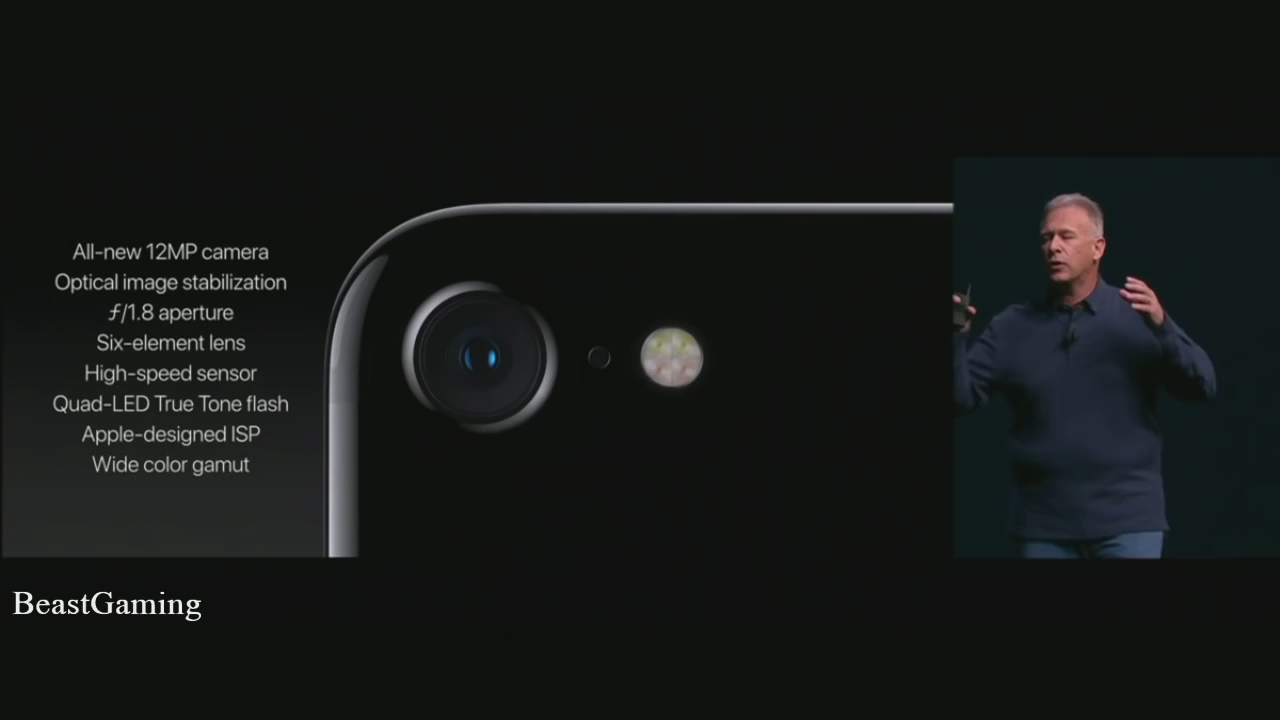 All-new 12MP camera
Optical image stabilization
ƒ/1.8 aperture
Six-element lens
High-speed sensor
Quad-LED True Tone flash
Apple-designed ISP
Wide color gamut
BeastGaming